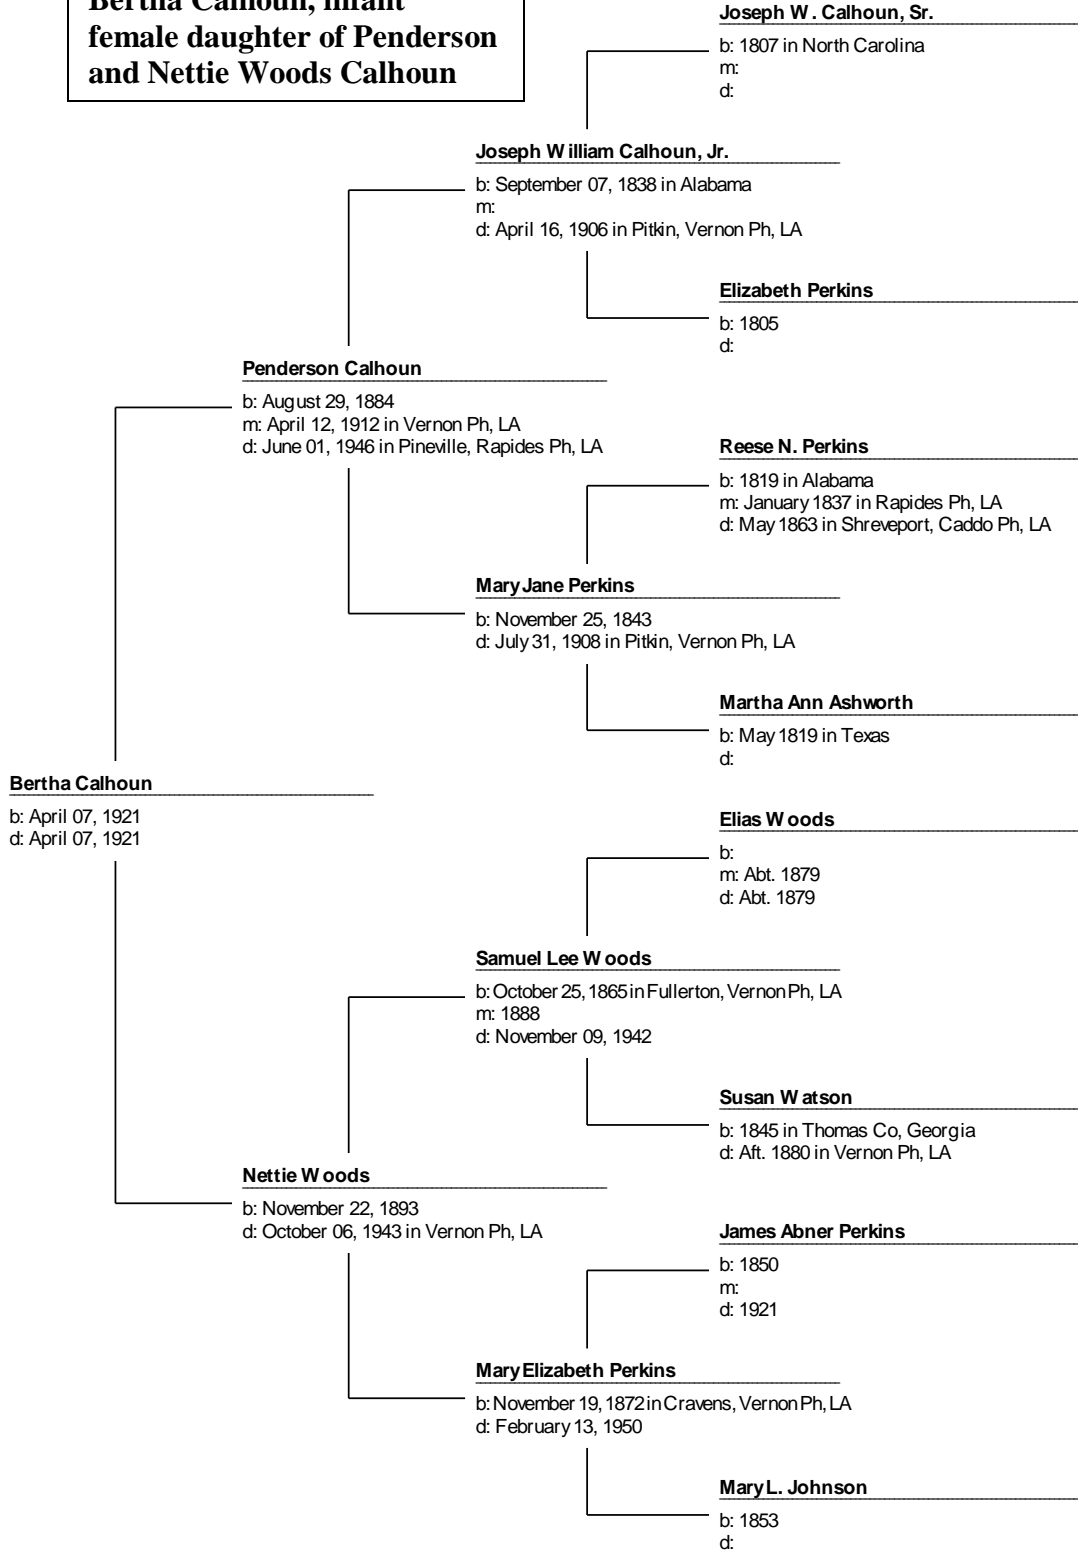 Bertha Calhoun, infant
female daughter of Penderson
and Nettie Woods Calhoun
Joseph W. Calhoun, Sr.
b: 1807 in North Carolina
m:
d:
Joseph William Calhoun, Jr.
b: September 07, 1838 in Alabama
m:
d: April 16, 1906 in Pitkin, Vernon Ph, LA
Elizabeth Perkins
b: 1805
d:
Penderson Calhoun
b: August 29, 1884
m: April 12, 1912 in Vernon Ph, LA
d: June 01, 1946 in Pineville, Rapides Ph, LA
Reese N. Perkins
b: 1819 in Alabama
m: January 1837 in Rapides Ph, LA
d: May 1863 in Shreveport, Caddo Ph, LA
Mary Jane Perkins
b: November 25, 1843
d: July 31, 1908 in Pitkin, Vernon Ph, LA
Martha Ann Ashworth
b: May 1819 in Texas
d:
Bertha Calhoun
b: April 07, 1921
d: April 07, 1921
Elias Woods
b:
m: Abt. 1879
d: Abt. 1879
Samuel Lee Woods
b: October 25, 1865 in Fullerton, Vernon Ph, LA
m: 1888
d: November 09, 1942
Susan Watson
b: 1845 in Thomas Co, Georgia
d: Aft. 1880 in Vernon Ph, LA
Nettie Woods
b: November 22, 1893
d: October 06, 1943 in Vernon Ph, LA
James Abner Perkins
b: 1850
m:
d: 1921
Mary Elizabeth Perkins
b: November 19, 1872 in Cravens, Vernon Ph, LA
d: February 13, 1950
Mary L. Johnson
b: 1853
d: